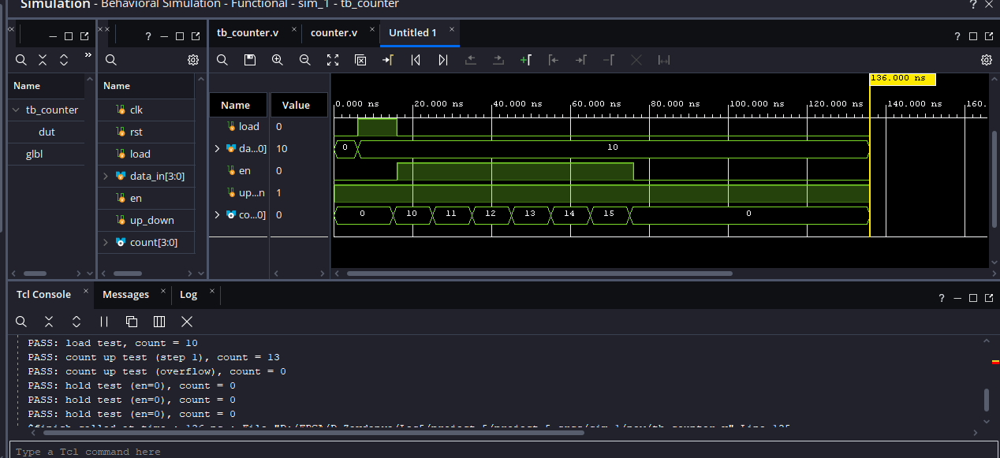 Simulation - Behavioral Simulation - Functional - sim_1 - tb_counter
tb_counter.v
counter.v
Untitled 1
Name
tb_counter
dut
glbl
Name
clk
rst
load
data_in[3:0]
en
up_down
count[3:0]
Name Value
load 0
da...0] 10
en 0
up...n 1
co...0] 0
136.000 ns
0.000 ns 20.000 ns 40.000 ns 60.000 ns 80.000 ns 100.000 ns 120.000 ns 140.000 ns 160.
0 10
0 10 11 12 13 14 15 0
Tcl Console Messages Log
PASS: load test, count = 10
PASS: count up test (step 1), count = 13
PASS: count up test (overflow), count = 0
PASS: hold test (en=0), count = 0
PASS: hold test (en=0), count = 0
PASS: hold test (en=0), count = 0
$finish called at time : 136 ns : File
Type a Tcl command here